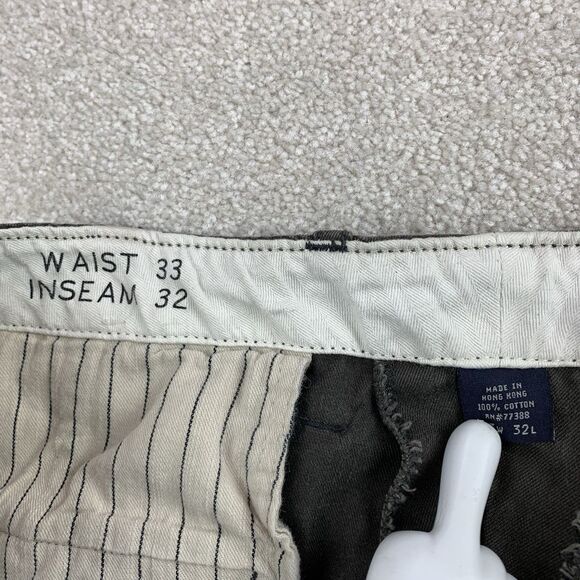 WAIST 33
INSEAM 32
MADE IN
HONG KONG
100% COTTON
RN#77388
W 32L